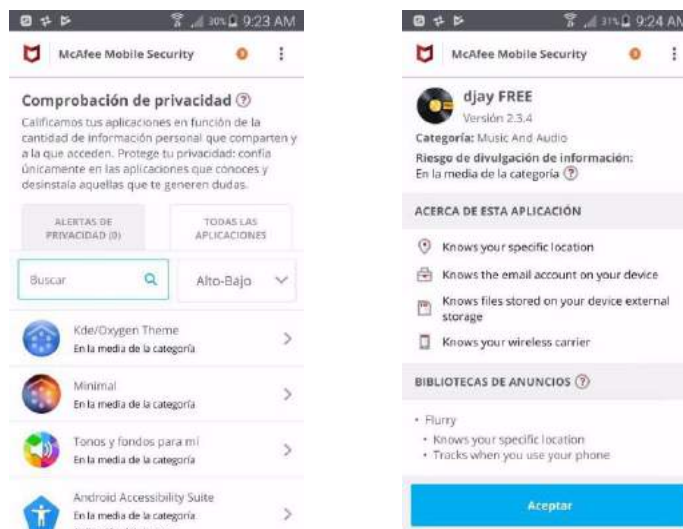 30% 9:23 AM
McAfee Mobile Security
Comprobación de privacidad ?
Calificamos tus aplicaciones en función de la
cantidad de información personal que comparten y
a la que acceden. Protege tu privacidad: confía
únicamente en las aplicaciones que conoces y
desinstala aquellas que te generen dudas.
ALERTAS DE
PRIVACIDAD (0)
TODAS LAS
APLICACIONES
Buscar
Alto-Bajo
Kde/Oxygen Theme
En la media de la categoría
Minimal
En la media de la categoría
Tonos y fondos para mí
En la media de la categoría
Android Accessibility Suite
En la media de la categoría
31% 9:24 AM
McAfee Mobile Security
djay FREE
Versión 2.3.4
Categoría: Music And Audio
Riesgo de divulgación de información:
En la media de la categoría ?
ACERCA DE ESTA APLICACIÓN
Knows your specific location
Knows the email account on your device
Knows files stored on your device external
storage
Knows your wireless carrier
BIBLIOTECAS DE ANUNCIOS ?
• Flurry
• Knows your specific location
• Tracks when you use your phone
Aceptar